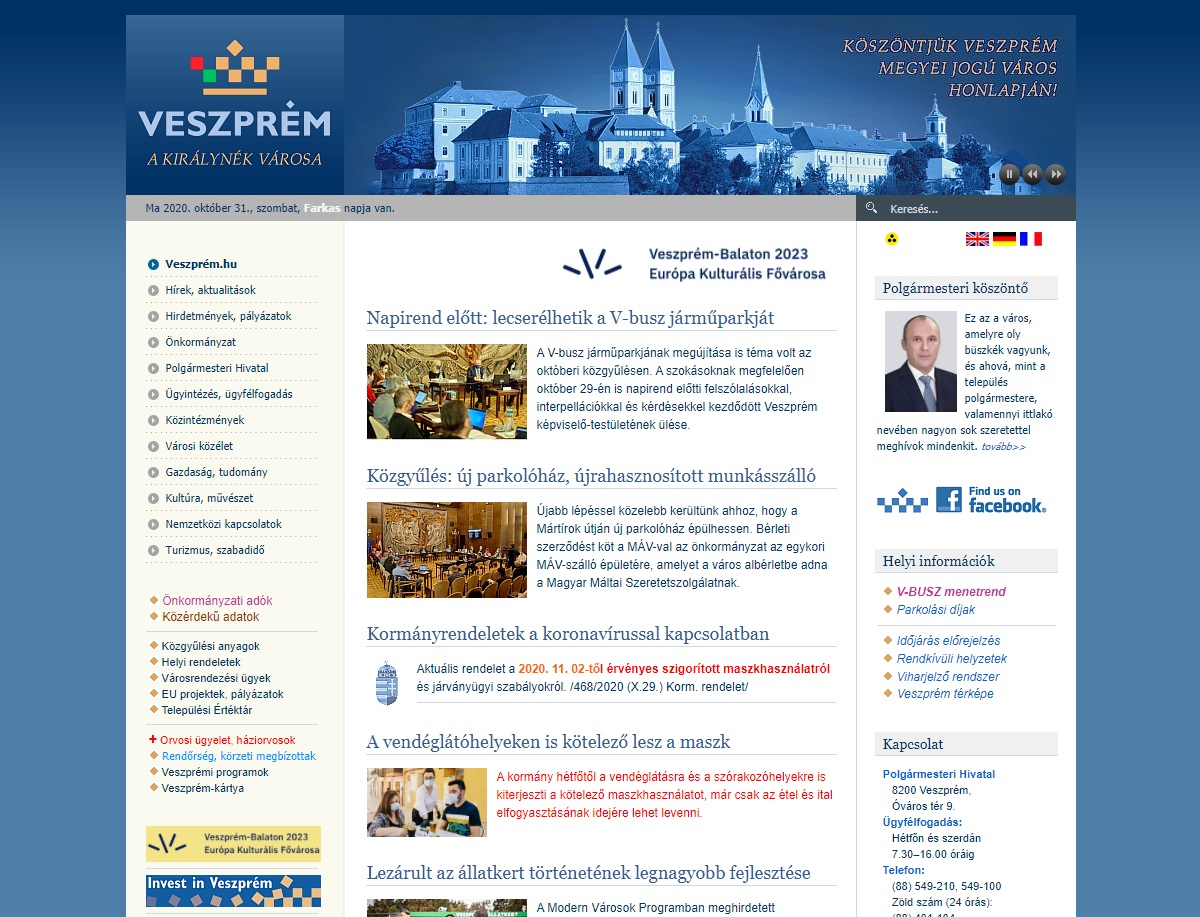 VESZPRÉM
A KIRÁLYNÉK VÁROSA
KÖSZÖNTJÜK VESZPRÉM
MEGYEI JOGÚ VÁROS
HONLAPJÁN!
Ma 2020. október 31., szombat, Farkas napja van.
Keresés...
Veszprém.hu
Hírek, aktualitások
Hirdetmények, pályázatok
Önkormányzat
Polgármesteri Hivatal
Ügyintézés, ügyfélfogadás
Közintézmények
Városi közélet
Gazdaság, tudomány
Kultúra, művészet
Nemzetközi kapcsolatok
Turizmus, szabadidő
Önkormányzati adók
Közérdekű adatok
Közgyűlési anyagok
Helyi rendeletek
Városrendezési ügyek
EU projektek, pályázatok
Települési Értéktár
Orvosi ügyelet, háziorvosok
Rendőrség, körzeti megbízottak
Veszprémi programok
Veszprém-kártya
Veszprém-Balaton 2023
Európa Kulturális Fővárosa
Invest in Veszprém
Veszprém-Balaton 2023
Európa Kulturális Fővárosa
Napirend előtt: lecserélhetik a V-busz járműparkját
A V-busz járműparkjának megújítása is téma volt az
októberi közgyűlésen. A szokásoknak megfelelően
október 29-én is napirend előtti felszólalásokkal,
interpellációkkal és kérdésekkel kezdődött Veszprém
képviselő-testületének ülése.
Közgyűlés: új parkolóház, újrahasznosított munkásszálló
Újabb lépéssel közelebb kerültünk ahhoz, hogy a
Mártírok útján új parkolóház épülhessen. Bérleti
szerződést köt a MÁV-val az önkormányzat az egykori
MÁV-szálló épületére, amelyet a város albérletbe adna
a Magyar Máltai Szeretetszolgálatnak.
Kormányrendeletek a koronavírussal kapcsolatban
Aktuális rendelet a 2020. 11. 02-től érvényes szigorított maszkhasználatról
és járványügyi szabályokról. /468/2020 (X.29.) Korm. rendelet/
A vendéglátóhelyeken is kötelező lesz a maszk
A kormány hétfőtől a vendéglátásra és a szórakozóhelyekre is
kiterjeszti a kötelező maszkhasználatot, már csak az étel és ital
elfogyasztásának idejére lehet levenni.
Lezárult az állatkert történetének legnagyobb fejlesztése
A Modern Városok Programban meghirdetett
Polgármesteri köszöntő
Ez az a város,
amelyre oly
büszkék vagyunk,
és ahová, mint a
település
polgármestere,
valamennyi ittlakó
nevében nagyon sok szeretettel
meghívok mindenkit. tovább>>
Find us on
facebook.
Helyi információk
V-BUSZ menetrend
Parkolási díjak
Időjárás előrejelzés
Rendkívüli helyzetek
Viharjelző rendszer
Veszprém térképe
Kapcsolat
Polgármesteri Hivatal
8200 Veszprém,
Óváros tér 9.
Ügyfélfogadás:
Hétfõn és szerdán
7.30–16.00 óráig
Telefon:
(88) 549-210, 549-100
Zöld szám (24 órás):